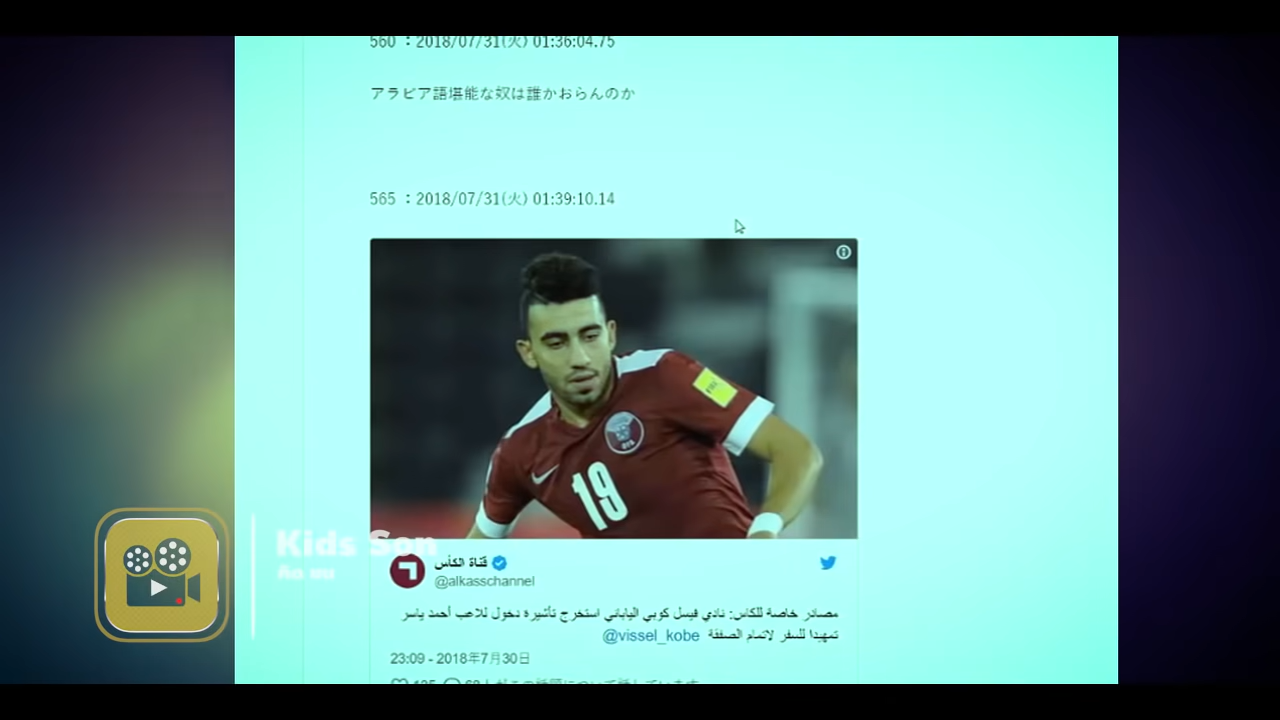 560 ：2018/07/31(火) 01:36:04.75
アラビア語堪能な奴は誰かおらんのか
565 ：2018/07/31(火) 01:39:10.14
19
Kids Son
قناة الكأس
@alkasschannel
مصادر خاصة للكاس: نادي فيسل كوبي الياباني استخرج تأشيرة دخول للاعب أحمد ياسر
تمهيدا للسفر لاتمام الصفقة @vissel_kobe
23:09 - 2018年7月30日